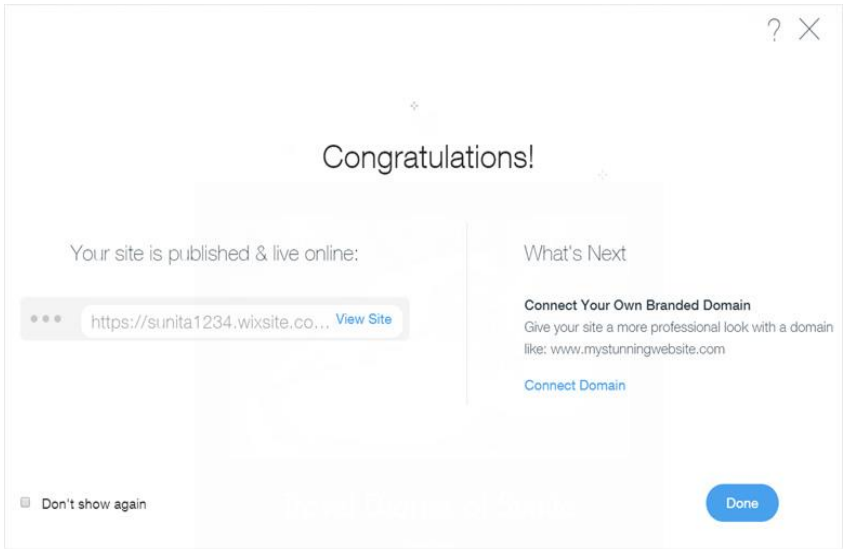 ?
Congratulations!
Your site is published & live online:
https://sunita1234.wixsite.co... View Site
What's Next
Connect Your Own Branded Domain
Give your site a more professional look with a domain
like: www.mystunningwebsite.com
Connect Domain
Don't show again
Done